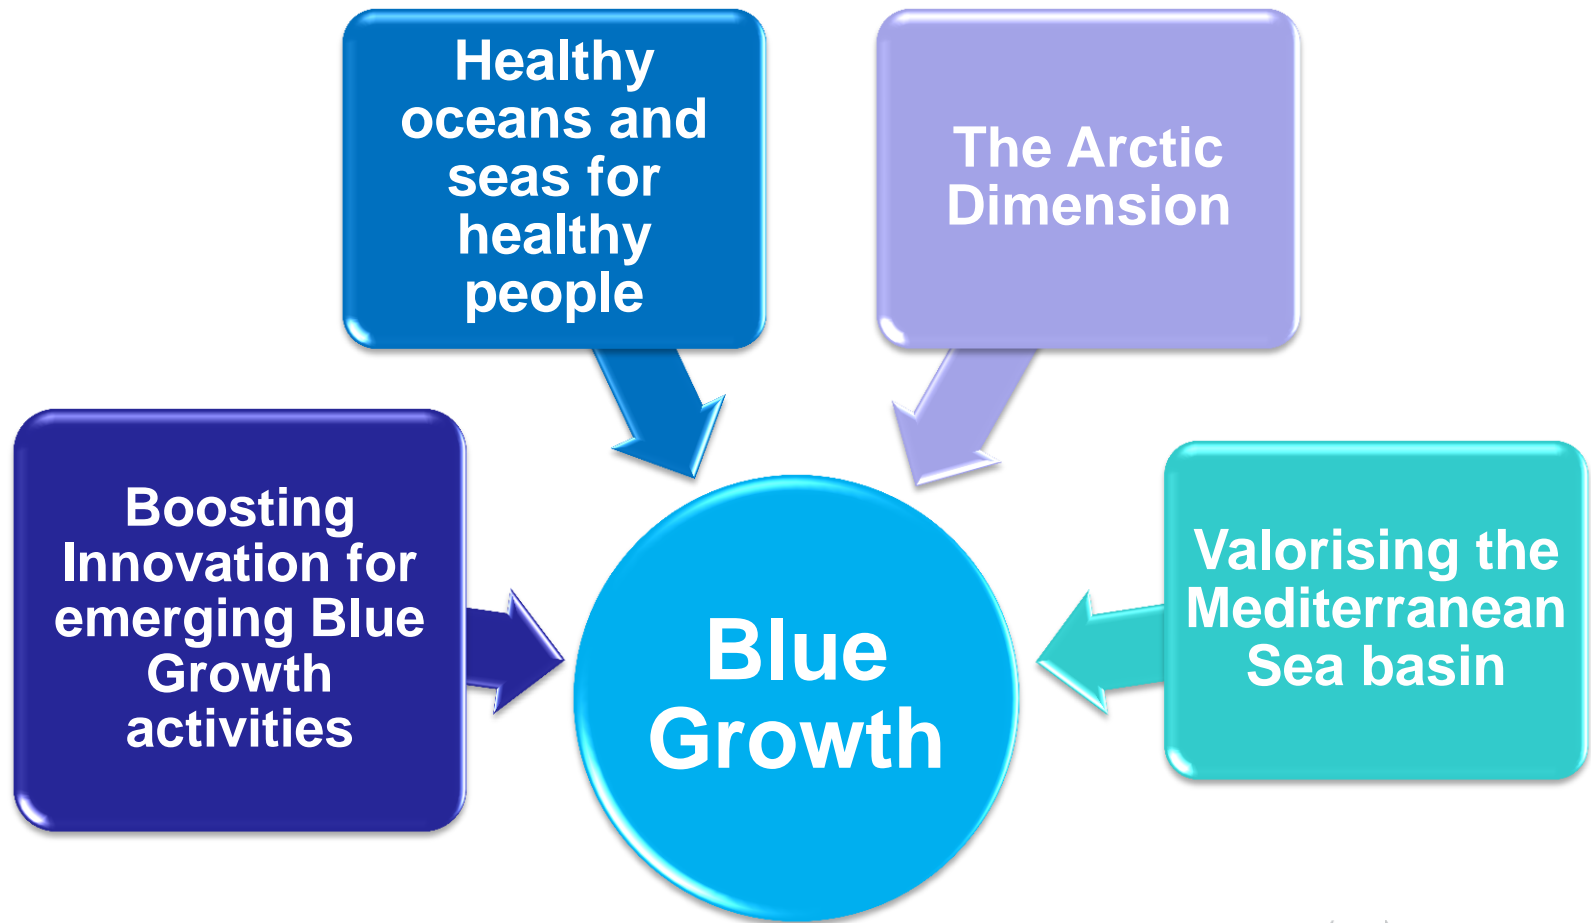 Healthy
oceans and
seas for
healthy
people
The Arctic
Dimension
Boosting
Innovation for
emerging Blue
Growth
activities
Valorising the
Mediterranean
Sea basin
Blue
Growth